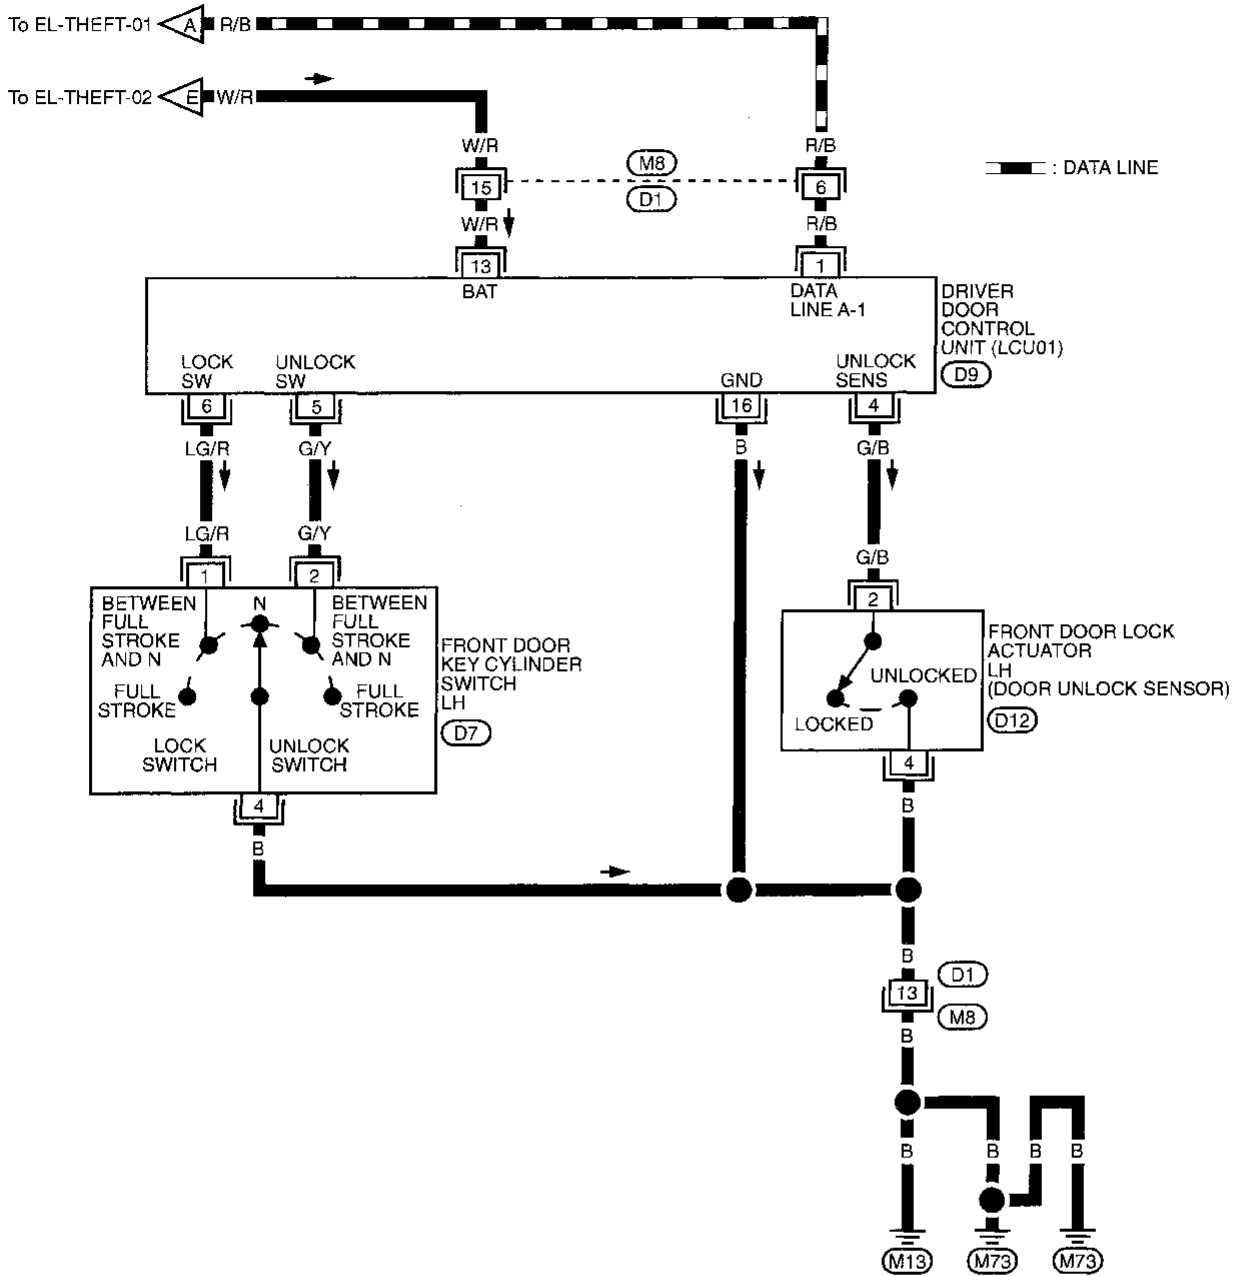 To EL-THEFT-01 A R/B
To EL-THEFT-02 E W/R
W/R R/B
M8
: DATA LINE
15 6
D1
W/R R/B
13 1
BAT DATA
LINE A-1
DRIVER
DOOR
CONTROL
UNIT (LCU01)
D9
LOCK
SW
UNLOCK
SW
GND
UNLOCK
SENS
6 5 16 4
LG/R G/Y B G/B
LG/R G/Y
G/B
1 2
2
BETWEEN
FULL
STROKE
AND N
N
BETWEEN
FULL
STROKE
AND N
FULL
STROKE
FULL
STROKE
LOCK
SWITCH
UNLOCK
SWITCH
FRONT DOOR
KEY CYLINDER
SWITCH
LH
D7
UNLOCKED
LOCKED
FRONT DOOR LOCK
ACTUATOR
LH
(DOOR UNLOCK SENSOR)
D12
4
4
B
B
B
D1
13
M8
B
B B B B
M13 M73 M73